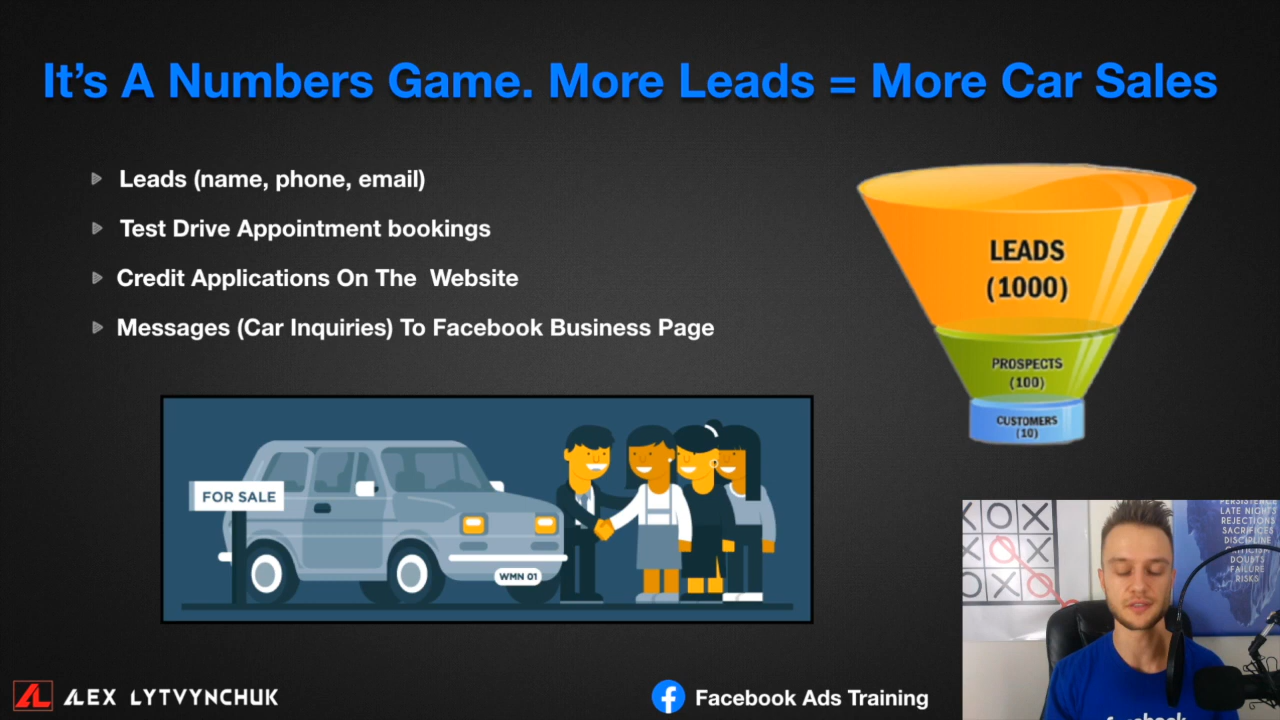 It's A Numbers Game. More Leads = More Car Sales
Leads (name, phone, email)
Test Drive Appointment bookings
Credit Applications On The Website
Messages (Car Inquiries) To Facebook Business Page
LEADS
(1000)
PROSPECTS
(100)
CUSTOMERS
(10)
FOR SALE
WMN 01
PERSISTENCE
LATE NIGHTS
REJECTIONS
SACRIFICES
DISCIPLINE
CRITICISM
DOUBTS
FAILURE
RISKS
X O X
X O X
O X O
ALEX LYTVYNCHUK
Facebook Ads Training